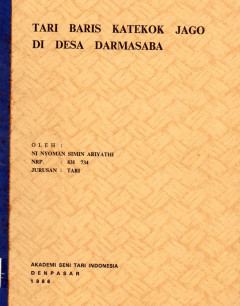 TARI BARIS KATEKOK JAGO
DI DESA DARMASABA
OLEH :
NI NYOMAN SIMIN ARIYATHI
NRP. : 831 734
JURUSAN : TARI
AKADEMI SENI TARI INDONESIA
DENPASAR
1986